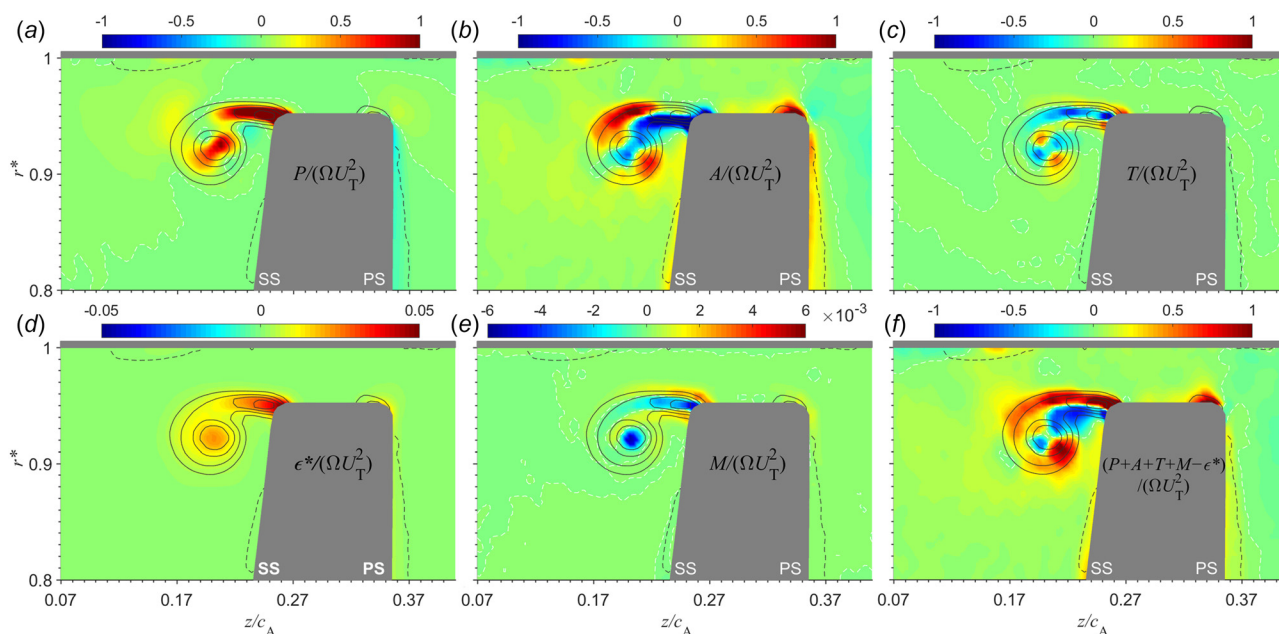 (a) -1 -0.5 0 0.5 1
(b) -1 -0.5 0 0.5 1
(c) -1 -0.5 0 0.5 1
1
r*
0.9
0.8
P/(ΩU_T^2)
SS PS
A/(ΩU_T^2)
SS PS
T/(ΩU_T^2)
SS PS
(d) -0.05 0 0.05
(e) -6 -4 -2 0 2 4 6 ×10^-3
(f) -1 -0.5 0 0.5 1
1
r*
0.9
0.8
ϵ*/(ΩU_T^2)
SS PS
M/(ΩU_T^2)
SS PS
(P+A+T+M−ϵ*)
/(ΩU_T^2)
SS PS
0.07 0.17 0.27 0.37
z/c_A
0.07 0.17 0.27 0.37
z/c_A
0.07 0.17 0.27 0.37
z/c_A